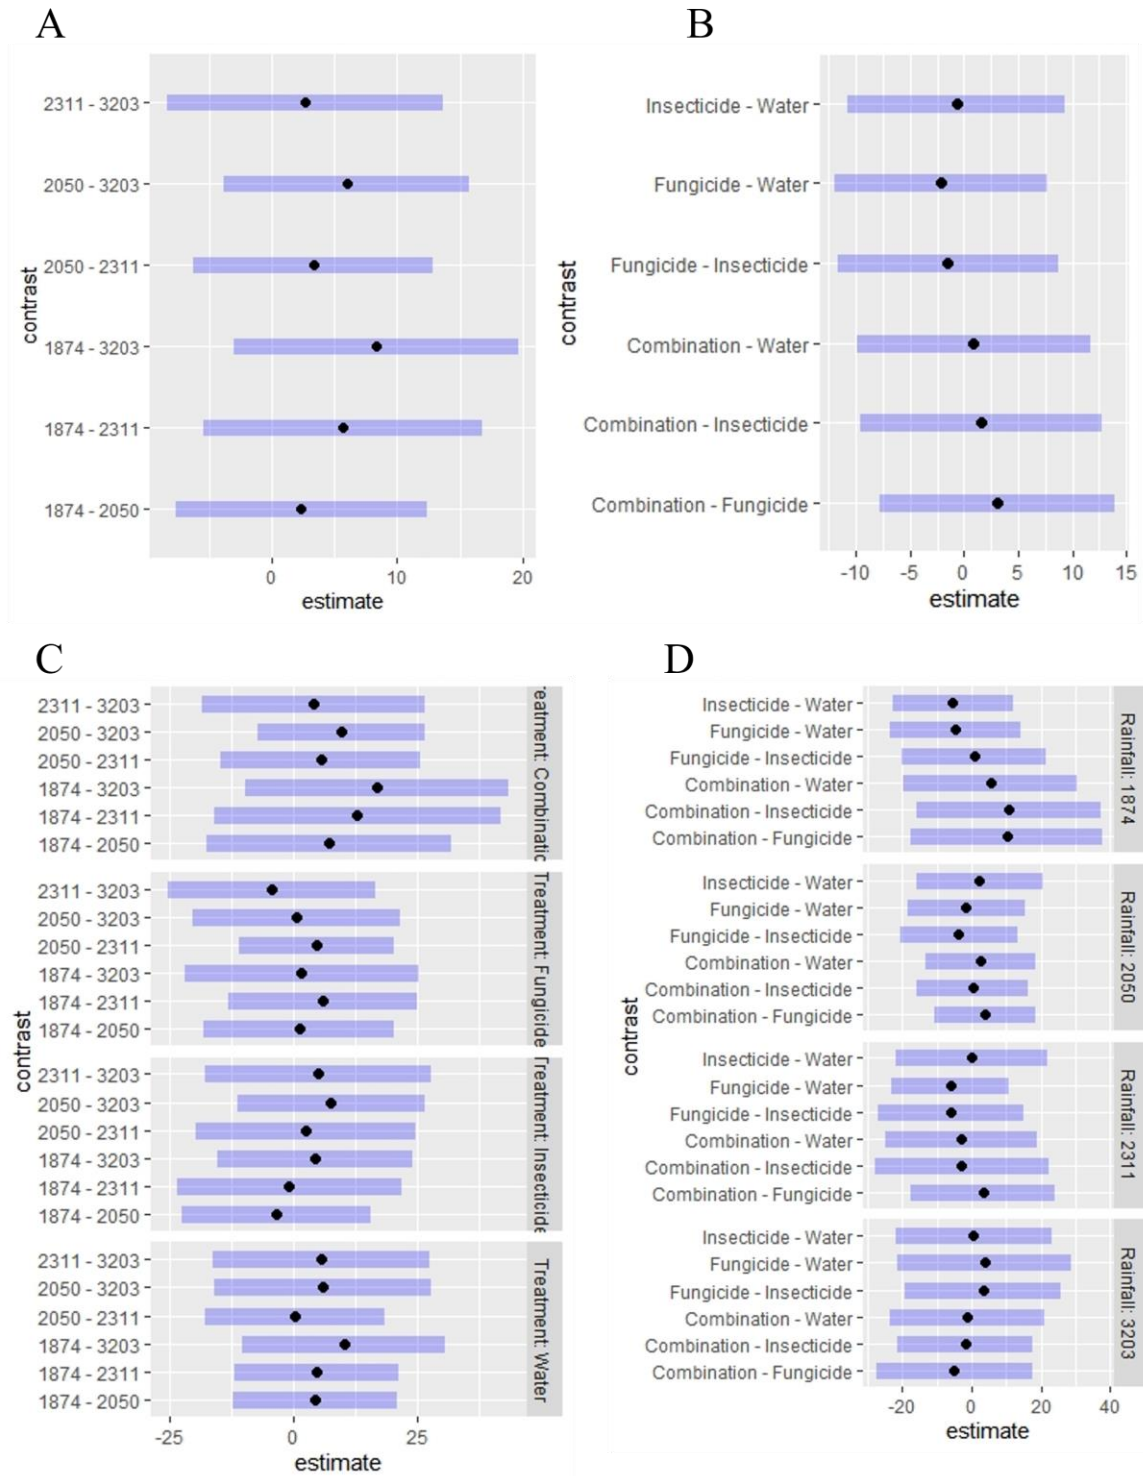 A
2311 - 3203
2050 - 3203
2050 - 2311
1874 - 3203
1874 - 2311
1874 - 2050
contrast
0 10 20
estimate
B
Insecticide - Water
Fungicide - Water
Fungicide - Insecticide
Combination - Water
Combination - Insecticide
Combination - Fungicide
contrast
-10 -5 0 5 10 15
estimate
C
2311 - 3203
2050 - 3203
2050 - 2311
1874 - 3203
1874 - 2311
1874 - 2050
eatment: Combinatic
2311 - 3203
2050 - 3203
2050 - 2311
1874 - 3203
1874 - 2311
1874 - 2050
Treatment: Fungicide
2311 - 3203
2050 - 3203
2050 - 2311
1874 - 3203
1874 - 2311
1874 - 2050
Treatment: Insecticide
2311 - 3203
2050 - 3203
2050 - 2311
1874 - 3203
1874 - 2311
1874 - 2050
Treatment: Water
contrast
-25 0 25
estimate
D
Insecticide - Water
Fungicide - Water
Fungicide - Insecticide
Combination - Water
Combination - Insecticide
Combination - Fungicide
Rainfall: 1874
Insecticide - Water
Fungicide - Water
Fungicide - Insecticide
Combination - Water
Combination - Insecticide
Combination - Fungicide
Rainfall: 2050
Insecticide - Water
Fungicide - Water
Fungicide - Insecticide
Combination - Water
Combination - Insecticide
Combination - Fungicide
Rainfall: 2311
Insecticide - Water
Fungicide - Water
Fungicide - Insecticide
Combination - Water
Combination - Insecticide
Combination - Fungicide
Rainfall: 3203
contrast
-20 0 20 40
estimate